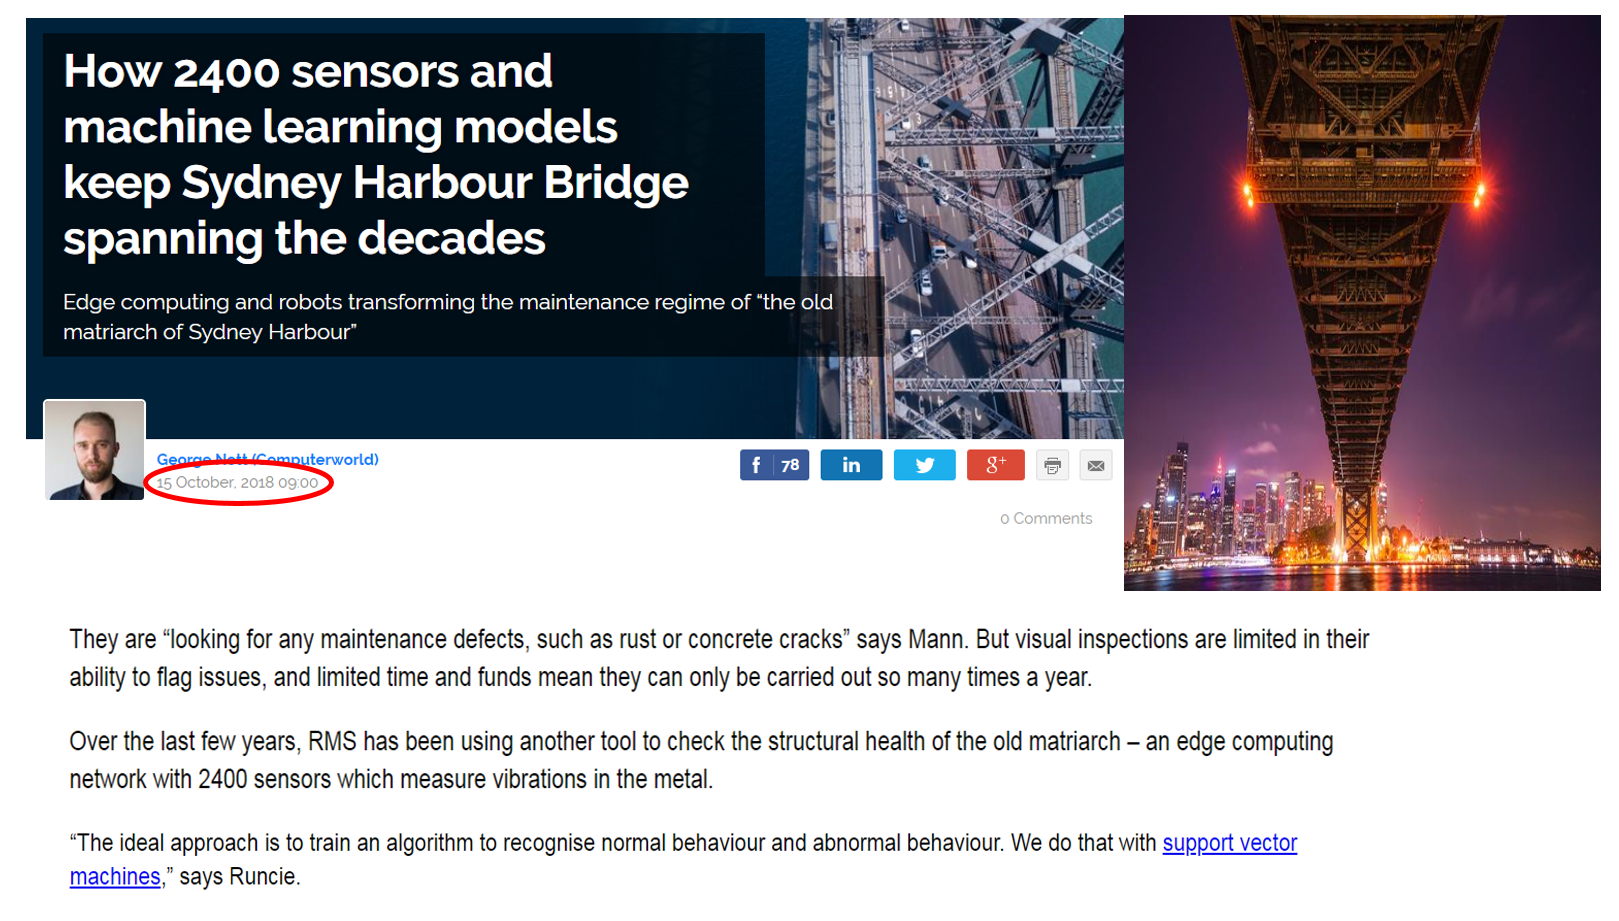 How 2400 sensors and
machine learning models
keep Sydney Harbour Bridge
spanning the decades
Edge computing and robots transforming the maintenance regime of “the old
matriarch of Sydney Harbour”
George Nott (Computerworld)
15 October, 2018 09:00
f 78 in g+
0 Comments
They are “looking for any maintenance defects, such as rust or concrete cracks” says Mann. But visual inspections are limited in their
ability to flag issues, and limited time and funds mean they can only be carried out so many times a year.
Over the last few years, RMS has been using another tool to check the structural health of the old matriarch – an edge computing
network with 2400 sensors which measure vibrations in the metal.
“The ideal approach is to train an algorithm to recognise normal behaviour and abnormal behaviour. We do that with support vector
machines,” says Runcie.